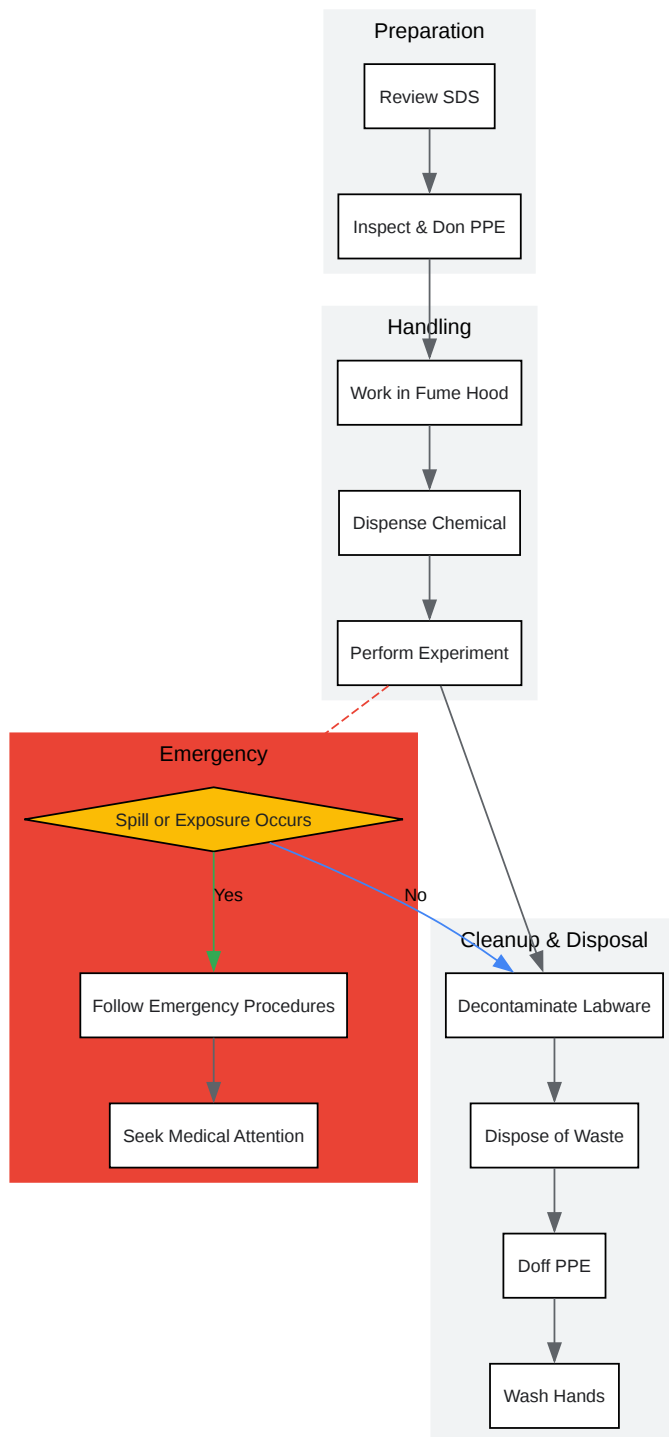 Preparation
Review SDS
Inspect & Don PPE
Handling
Work in Fume Hood
Dispense Chemical
Perform Experiment
Emergency
Spill or Exposure Occurs
Yes
No
Cleanup & Disposal
Follow Emergency Procedures
Decontaminate Labware
Seek Medical Attention
Dispose of Waste
Doff PPE
Wash Hands